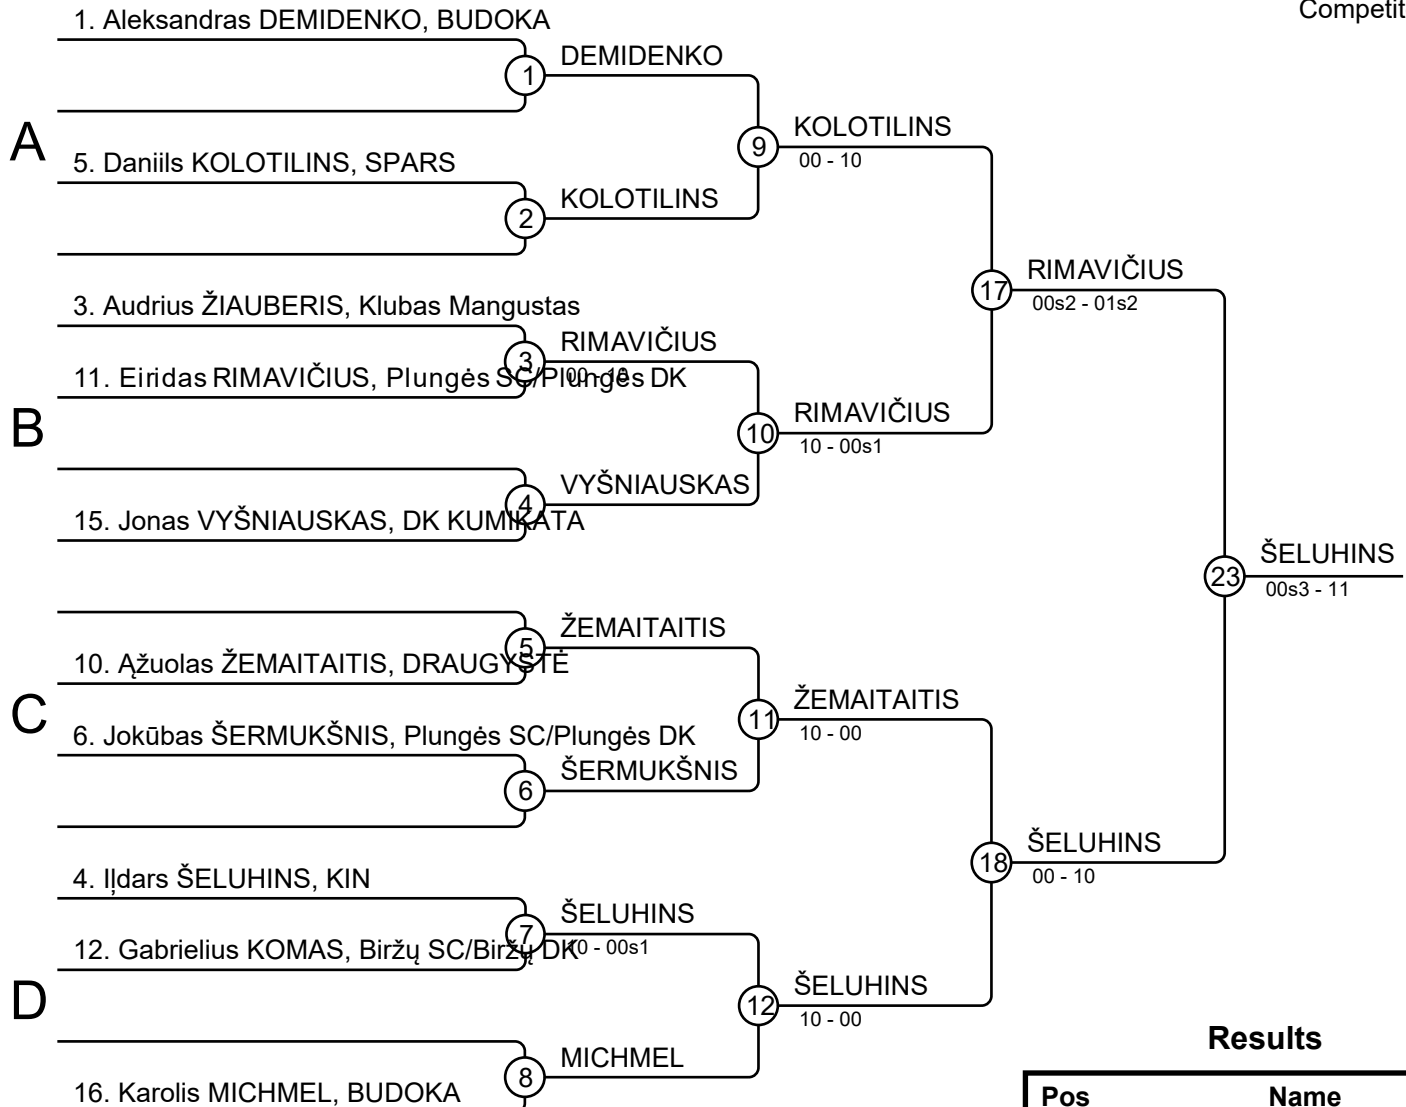 Competit
1. Aleksandras DEMIDENKO, BUDOKA
1
DEMIDENKO
A
9
KOLOTILINS
00 - 10
5. Daniils KOLOTILINS, SPARS
2
KOLOTILINS
17
RIMAVIČIUS
00s2 - 01s2
3. Audrius ŽIAUBERIS, Klubas Mangustas
3
RIMAVIČIUS
00 - 10
11. Eiridas RIMAVIČIUS, Plungės SC/Plungės DK
B
10
RIMAVIČIUS
10 - 00s1
4
VYŠNIAUSKAS
15. Jonas VYŠNIAUSKAS, DK KUMIKATA
23
ŠELUHINS
00s3 - 11
5
ŽEMAITAITIS
10. Ąžuolas ŽEMAITAITIS, DRAUGYSTĖ
C
11
ŽEMAITAITIS
10 - 00
6. Jokūbas ŠERMUKŠNIS, Plungės SC/Plungės DK
6
ŠERMUKŠNIS
18
ŠELUHINS
00 - 10
4. Iļdars ŠELUHINS, KIN
7
ŠELUHINS
10 - 00s1
12. Gabrielius KOMAS, Biržų SC/Biržų DK
D
12
ŠELUHINS
10 - 00
8
MICHMEL
16. Karolis MICHMEL, BUDOKA
Results
Pos Name